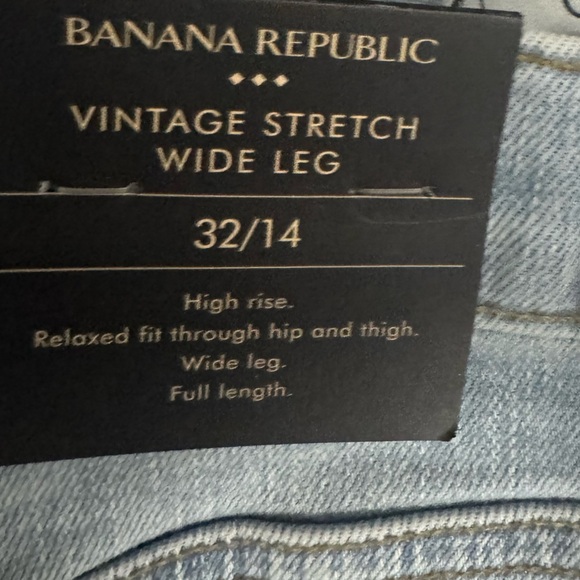 BANANA REPUBLIC
VINTAGE STRETCH
WIDE LEG
32/14
High rise.
Relaxed fit through hip and thigh.
Wide leg.
Full length.